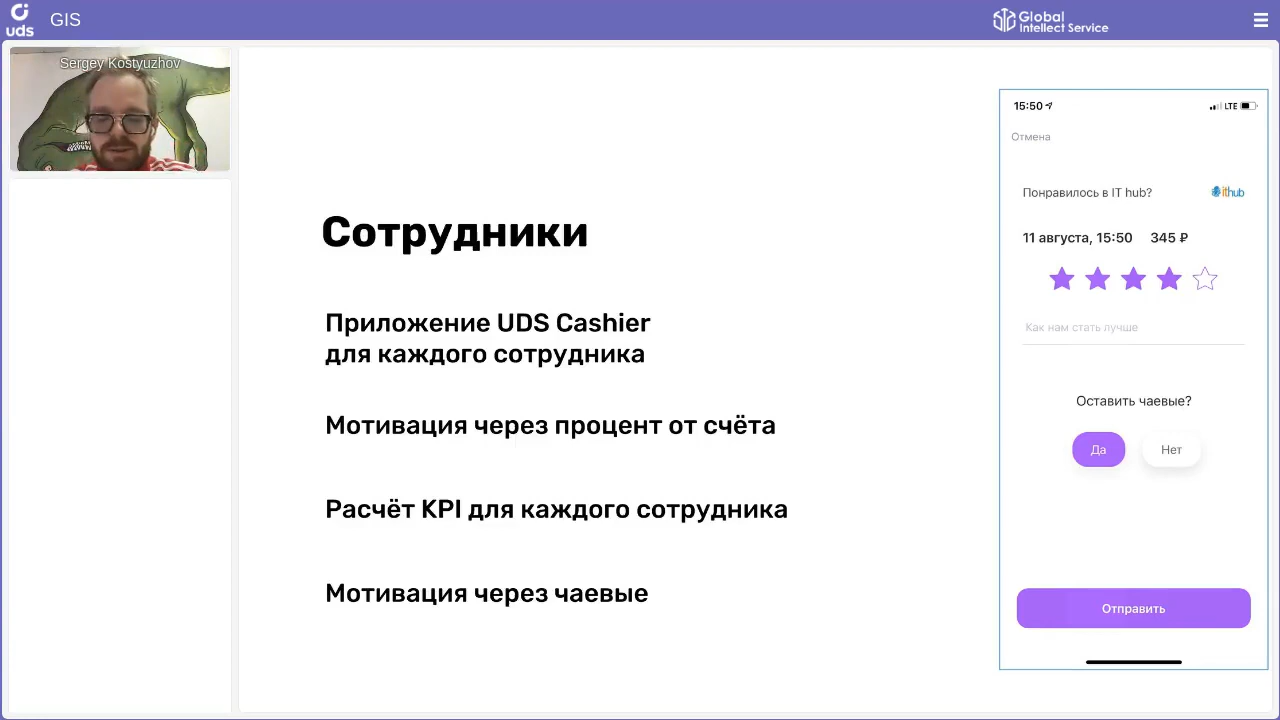 uds
GIS
Global
Intellect Service
Sergey Kostyuzhov
Сотрудники
Приложение UDS Cashier
для каждого сотрудника
Мотивация через процент от счёта
Расчёт KPI для каждого сотрудника
Мотивация через чаевые
15:50
LTE
Отмена
Понравилось в IT hub?
ithub
11 августа, 15:50 345 ₽
Как нам стать лучше
Оставить чаевые?
Да Нет
Отправить